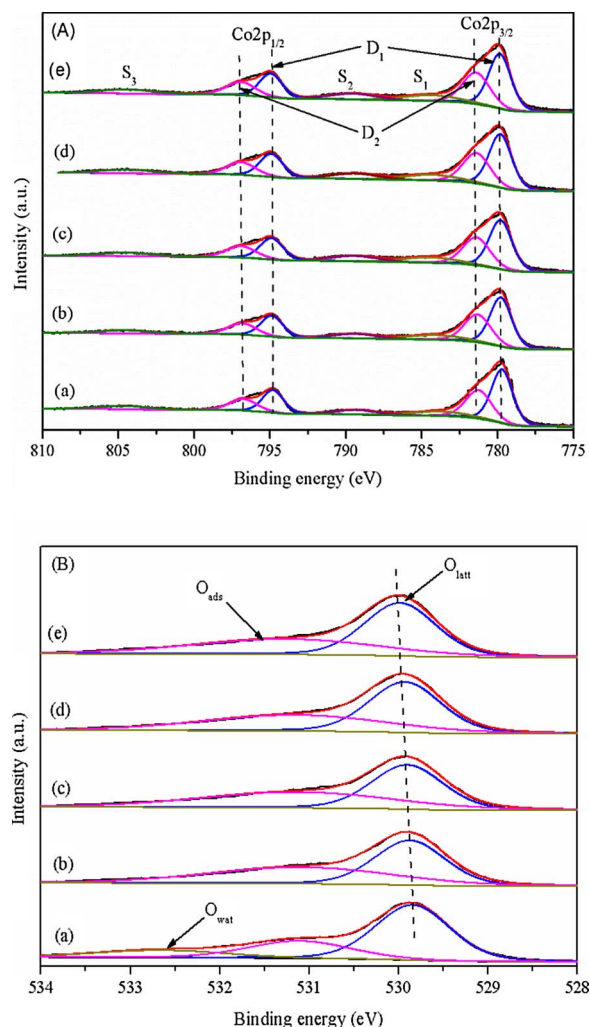 (A)
Co2p1/2
D1
Co2p3/2
(e)
S3
S2
S1
D2
(d)
(c)
(b)
(a)
Intensity (a.u.)
810 805 800 795 790 785 780 775
Binding energy (eV)
(B)
Olatt
Oads
(e)
(d)
(c)
(b)
Owat
(a)
Intensity (a.u.)
534 533 532 531 530 529 528
Binding energy (eV)